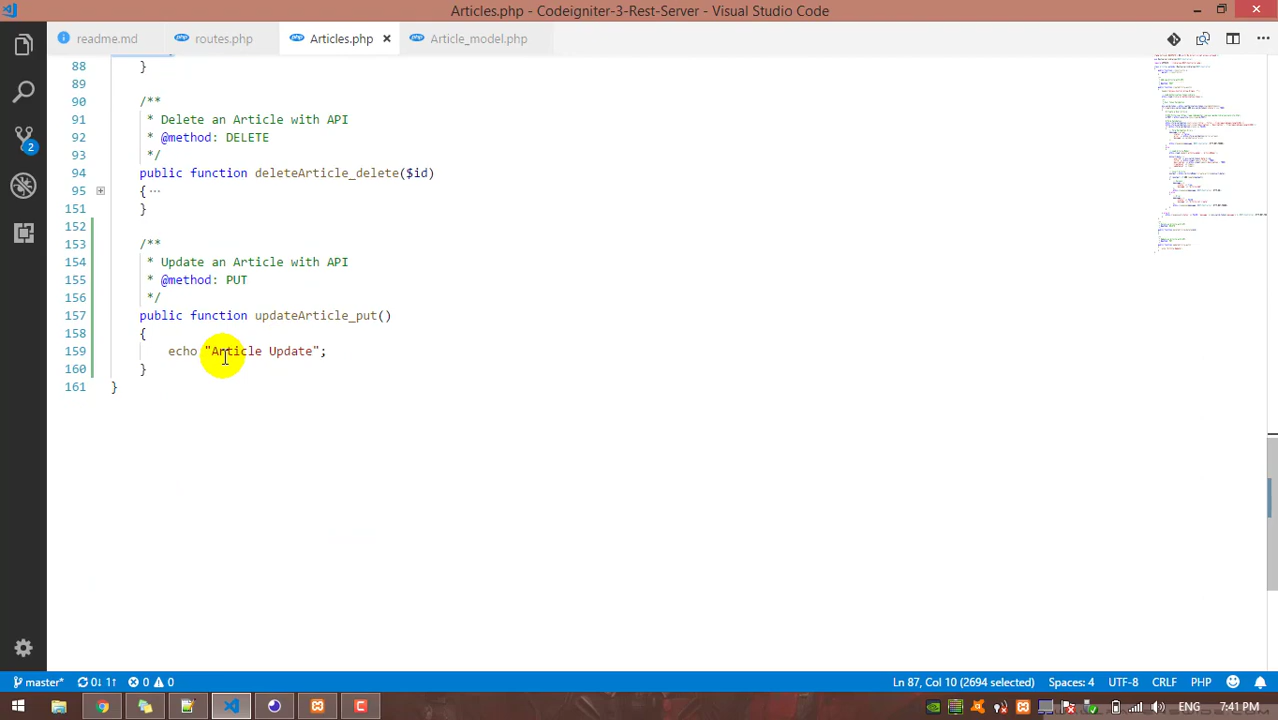 Articles.php - Codeigniter-3-Rest-Server - Visual Studio Code
readme.md
routes.php
Articles.php
Article_model.php
88 }
89
90 /**
91 * Delete an Article with API
92 * @method: DELETE
93 */
94 public function deleteArticle_delete($id)
95 {
151 }
152
153 /**
154 * Update an Article with API
155 * @method: PUT
156 */
157 public function updateArticle_put()
158 {
159 echo "Article Update";
160 }
161 }
2
master* 0↓ 1↑ 0 0 Ln 87, Col 10 (2694 selected) Spaces: 4 UTF-8 CRLF PHP
ENG 7:41 PM